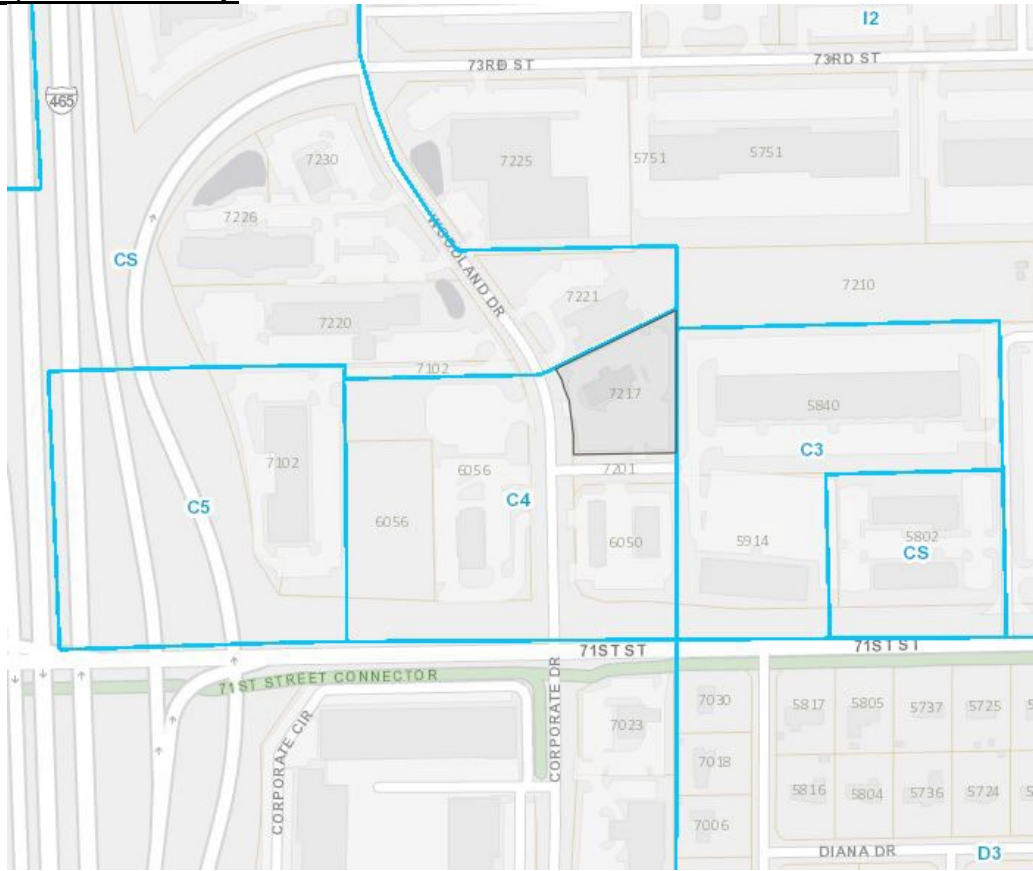 I2
73RD ST
73RD ST
465
7230
7225
5751
5751
7226
WOODLAND DR
CS
7221
7210
7220
7102
7217
5840
C3
7102
6056
7201
C5
C4
6056
6050
5914
5802
CS
71ST ST
71ST ST
71ST STREET CONNECTOR
CORPORATE CIR
CORPORATE DR
7023
7030
5817
5805
5737
5725
7018
5816
5804
5736
5724
7006
DIANA DR
D3